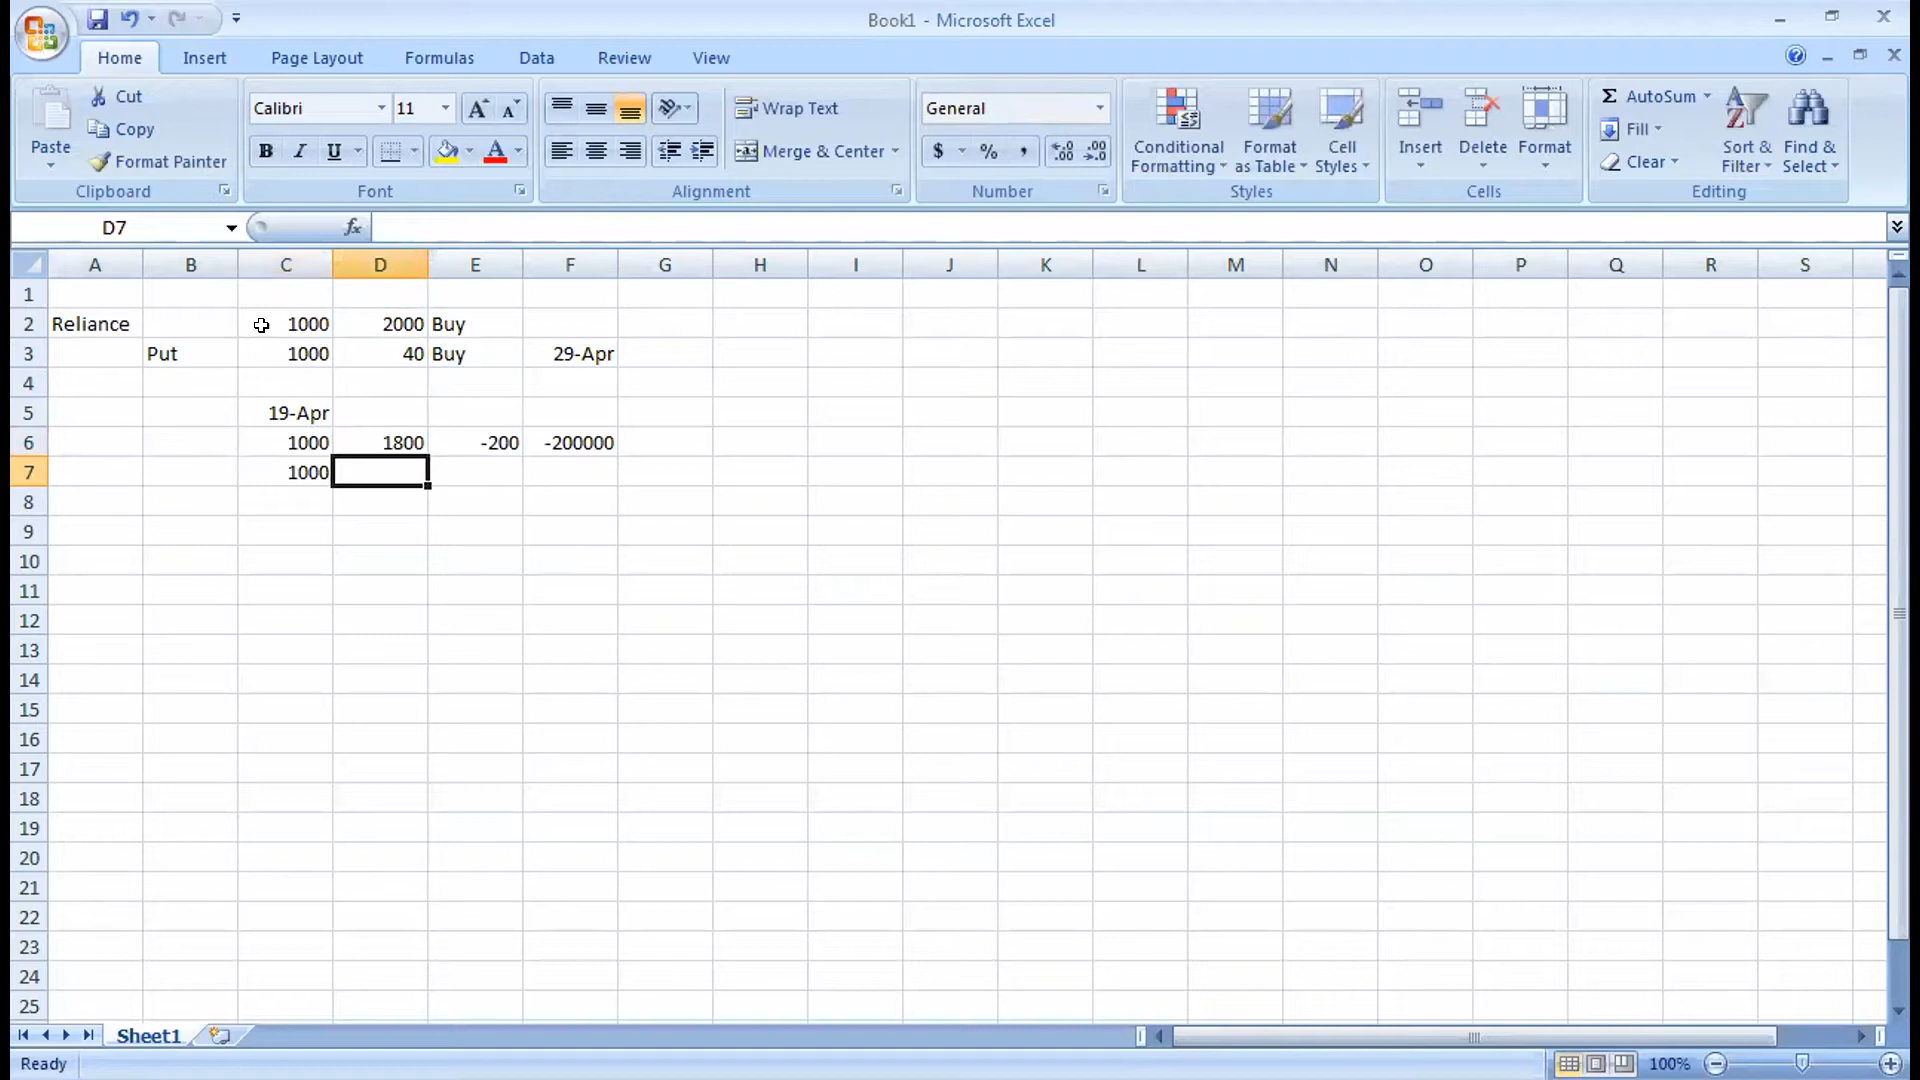 Book1 - Microsoft Excel
Home Insert Page Layout Formulas Data Review View
Cut
Copy
Format Painter
Paste
Clipboard
Calibri 11
A A
B I U A
Font
Wrap Text
Merge & Center
Alignment
General
$ % , .00 .0 .00
Number
Conditional Formatting
Format as Table
Cell Styles
Styles
Insert Delete Format
Cells
Σ AutoSum
Fill
Clear
Sort & Filter
Find & Select
Editing
D7 fx
A B C D E F G H I J K L M N O P Q R S
1
2 Reliance 1000 2000 Buy
3 Put 1000 40 Buy 29-Apr
4
5 19-Apr
6 1000 1800 -200 -200000
7 1000
8
9
10
11
12
13
14
15
16
17
18
19
20
21
22
23
24
25
Sheet1
Ready 100%